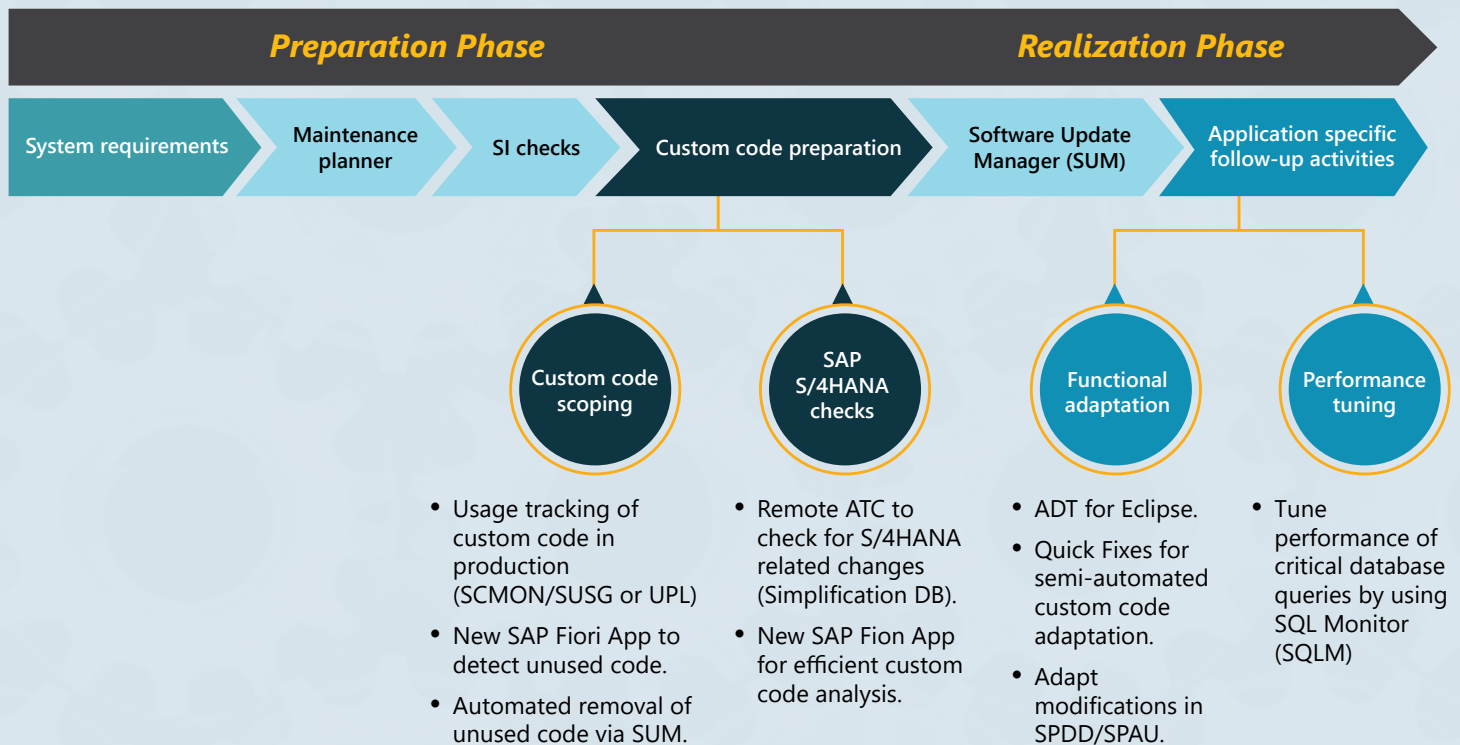 Preparation Phase
Realization Phase
System requirements
Maintenance
planner
SI checks
Custom code preparation
Software Update
Manager (SUM)
Application specific
follow-up activities
Custom code
scoping
SAP
S/4HANA
checks
Functional
adaptation
Performance
tuning
• Usage tracking of
custom code in
production
(SCMON/SUSG or UPL)
• New SAP Fiori App to
detect unused code.
• Automated removal of
unused code via SUM.
• Remote ATC to
check for S/4HANA
related changes
(Simplification DB).
• New SAP Fion App
for efficient custom
code analysis.
• ADT for Eclipse.
• Quick Fixes for
semi-automated
custom code
adaptation.
• Adapt
modifications in
SPDD/SPAU.
• Tune
performance of
critical database
queries by using
SQL Monitor
(SQLM)